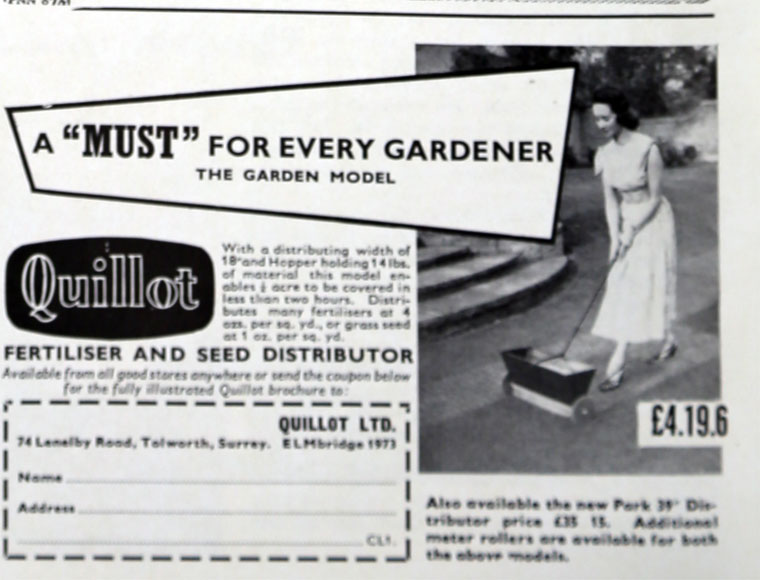 A “MUST” FOR EVERY GARDENER
THE GARDEN MODEL
Quillot
With a distributing width of
18" and Hopper holding 14 lbs.
of material this model en-
ables acre to be covered in
less than two hours. Distri-
butes many fertilisers at 4
ozs. per sq. yd., or grass seed
at 1 oz. per sq. yd.
FERTILISER AND SEED DISTRIBUTOR
Available from all good stores anywhere or send the coupon below
for the fully illustrated Quillot brochure to:
QUILLOT LTD.
74 Road, Tolworth, Surrey. ELMbridge 1973
Name
Address
CL1.
£4.19.6
Also available the new Park 39" Dis-
tributor price £35 15. Additional
meter rollers are available for both
the above models.